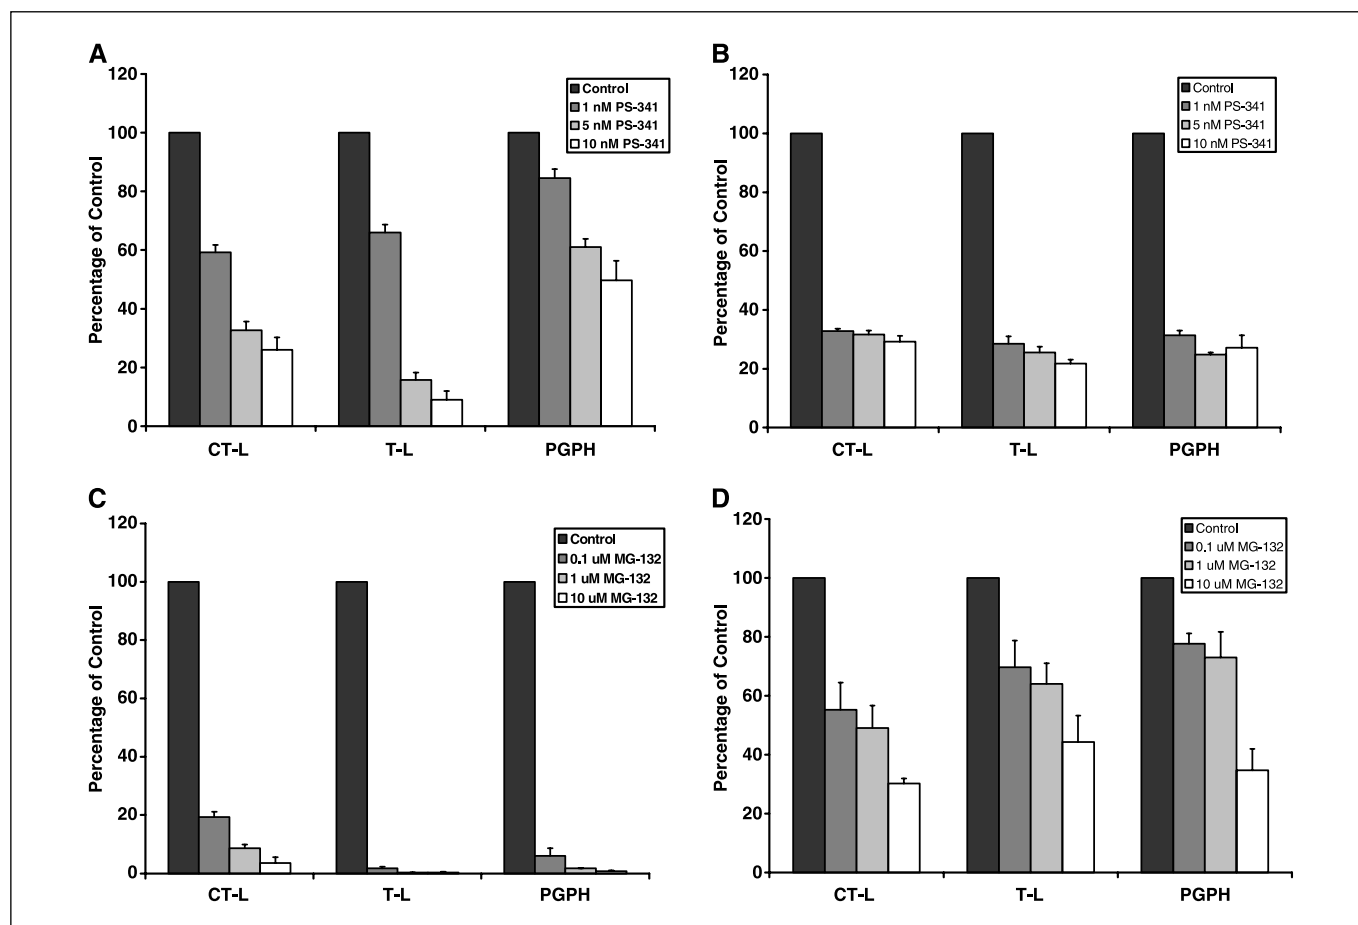 A
Percentage of Control
120
100
80
60
40
20
0
Control
1 nM PS-341
5 nM PS-341
10 nM PS-341
CT-L
T-L
PGPH
B
Percentage of Control
120
100
80
60
40
20
0
Control
1 nM PS-341
5 nM PS-341
10 nM PS-341
CT-L
T-L
PGPH
C
Percentage of Control
120
100
80
60
40
20
0
Control
0.1 uM MG-132
1 uM MG-132
10 uM MG-132
CT-L
T-L
PGPH
D
Percentage of Control
120
100
80
60
40
20
0
Control
0.1 uM MG-132
1 uM MG-132
10 uM MG-132
CT-L
T-L
PGPH